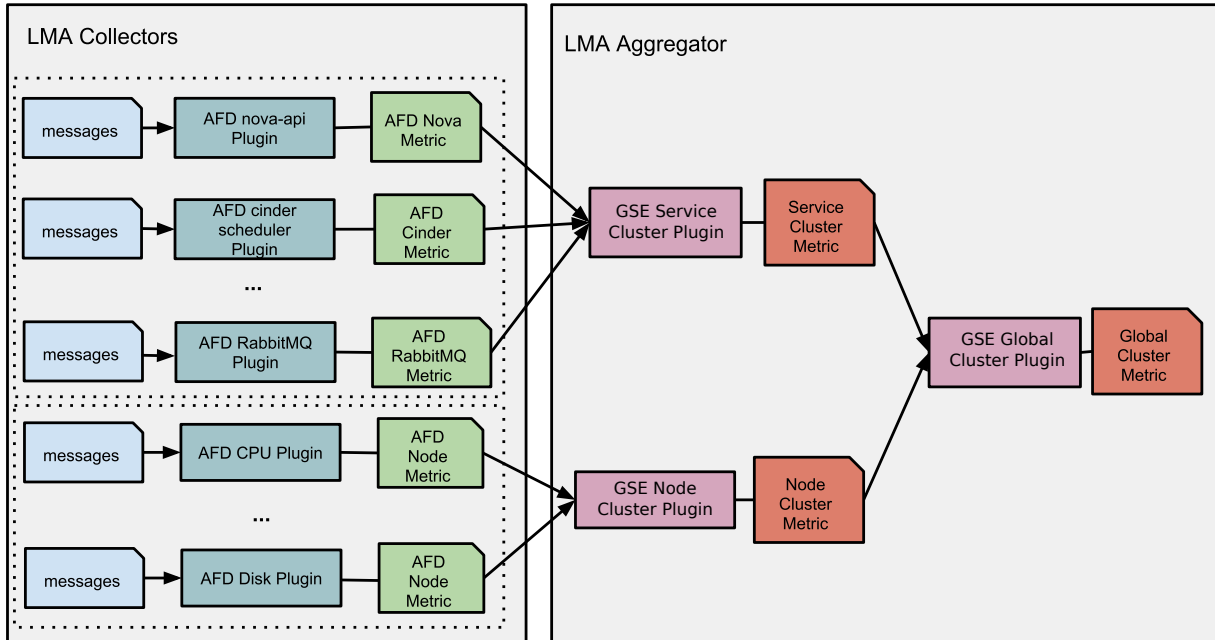 LMA Collectors
LMA Aggregator
messages
AFD nova-api
Plugin
AFD Nova
Metric
messages
AFD cinder
scheduler
Plugin
AFD
Cinder
Metric
...
messages
AFD RabbitMQ
Plugin
AFD
RabbitMQ
Metric
messages
AFD CPU Plugin
AFD
Node
Metric
...
messages
AFD Disk Plugin
AFD
Node
Metric
GSE Service
Cluster Plugin
Service
Cluster
Metric
GSE Node
Cluster Plugin
Node
Cluster
Metric
GSE Global
Cluster Plugin
Global
Cluster
Metric